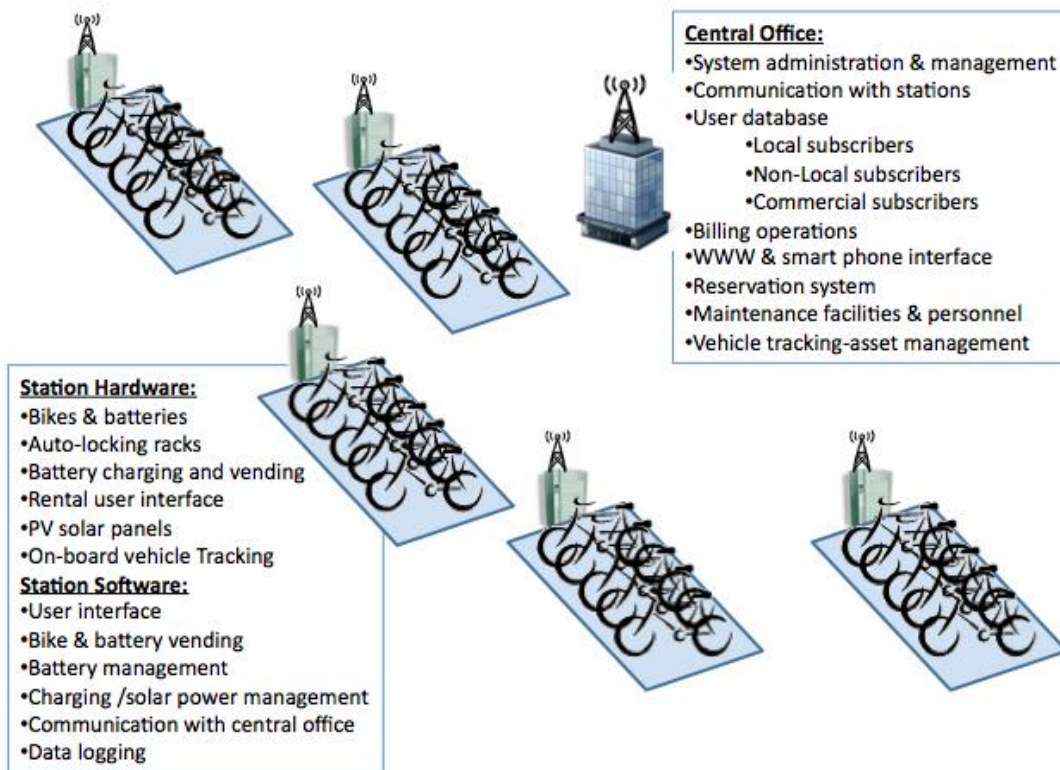 Central Office:
•System administration & management
•Communication with stations
•User database
•Local subscribers
•Non-Local subscribers
•Commercial subscribers
•Billing operations
•WWW & smart phone interface
•Reservation system
•Maintenance facilities & personnel
•Vehicle tracking-asset management
Station Hardware:
•Bikes & batteries
•Auto-locking racks
•Battery charging and vending
•Rental user interface
•PV solar panels
•On-board vehicle Tracking
Station Software:
•User interface
•Bike & battery vending
•Battery management
•Charging /solar power management
•Communication with central office
•Data logging